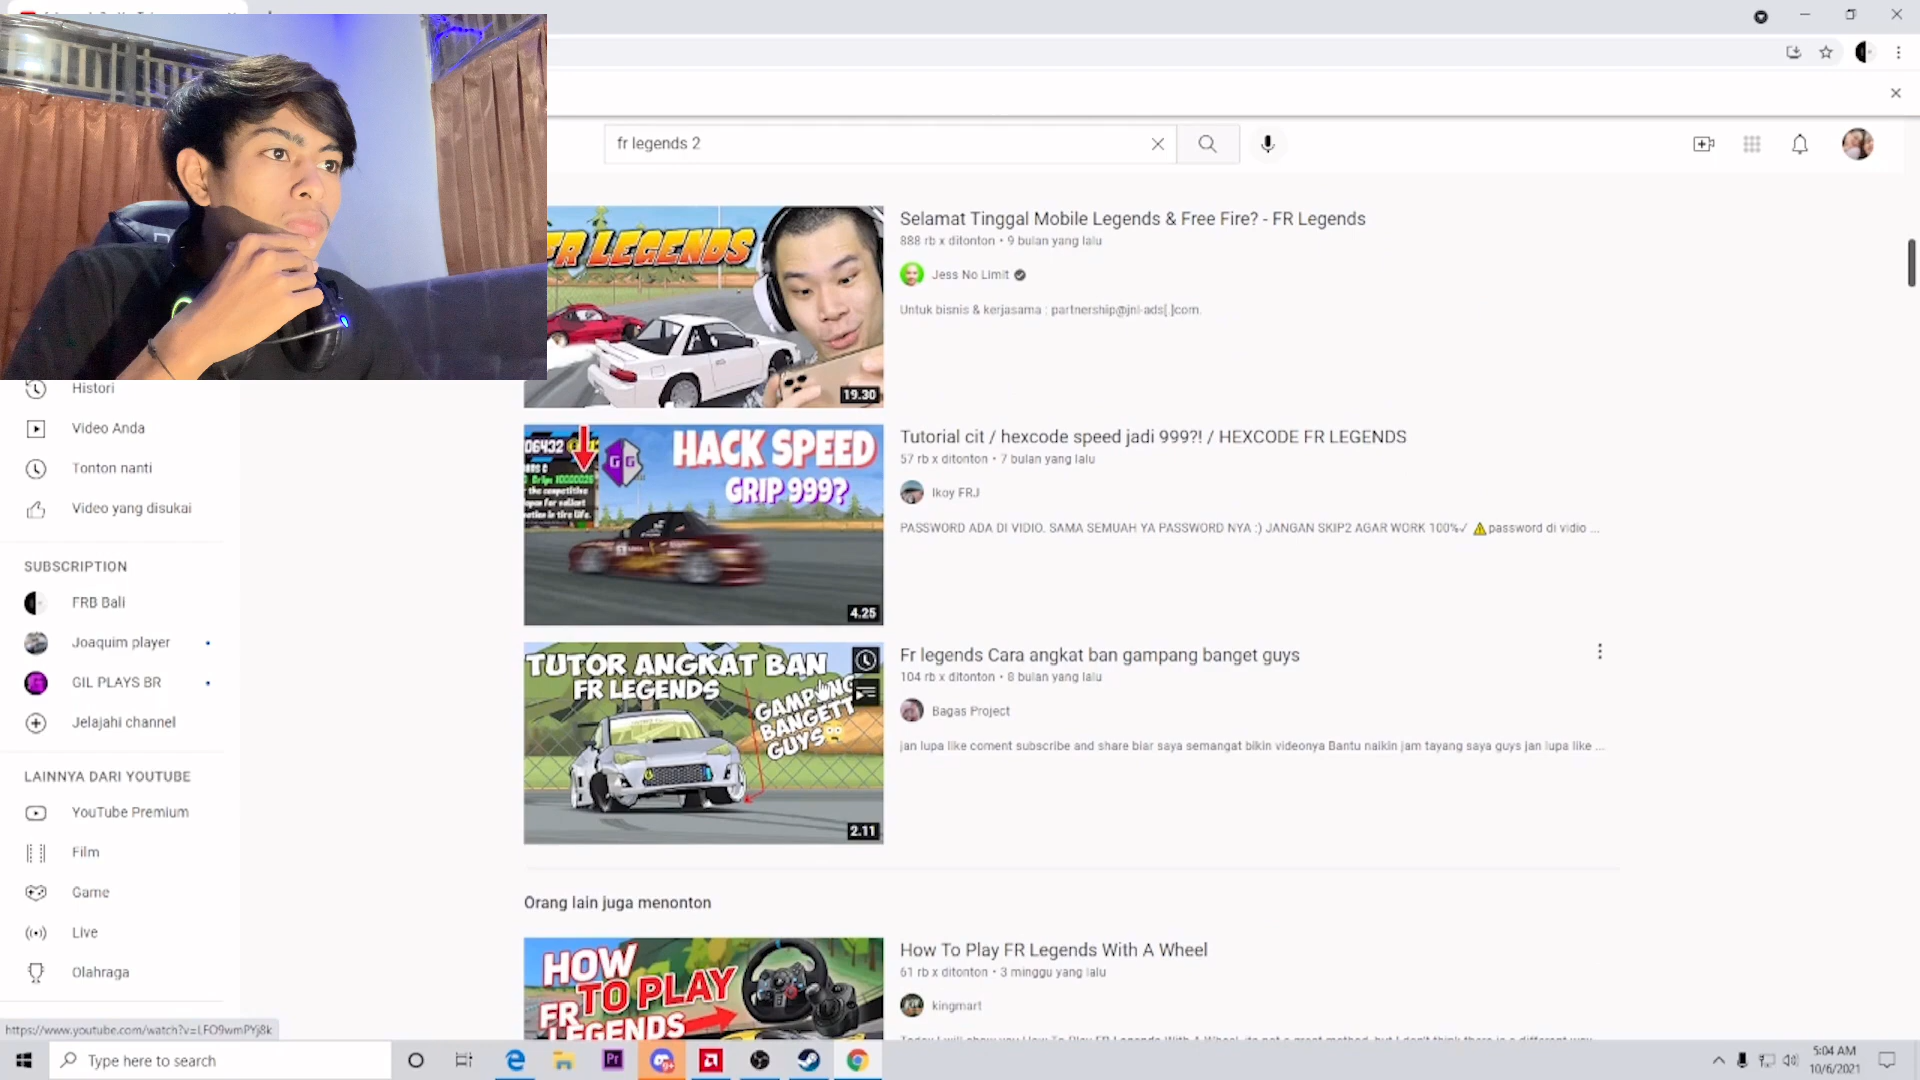 fr legends 2
FR LEGENDS
19.30
Selamat Tinggal Mobile Legends & Free Fire? - FR Legends
888 rb x ditonton • 9 bulan yang lalu
Jess No Limit
Untuk bisnis & kerjasama : partnership@jnl-ads[.]com.
Histori
Video Anda
Tonton nanti
Video yang disukai
SUBSCRIPTION
FRB Bali
Joaquim player
GIL PLAYS BR
Jelajahi channel
LAINNYA DARI YOUTUBE
YouTube Premium
Film
Game
Live
Olahraga
06432
GG
HACK SPEED
GRIP 999?
the competitive
4.25
Tutorial cit / hexcode speed jadi 999?! / HEXCODE FR LEGENDS
57 rb x ditonton • 7 bulan yang lalu
Ikoy FRJ
PASSWORD ADA DI VIDIO. SAMA SEMUAH YA PASSWORD NYA :) JANGAN SKIP2 AGAR WORK 100%✓ ⚠password di vidio ...
TUTOR ANGKAT BAN
FR LEGENDS
GAMPANG
BANGETT
GUYS
2.11
Fr legends Cara angkat ban gampang banget guys
104 rb x ditonton • 8 bulan yang lalu
Bagas Project
jan lupa like coment subscribe and share biar saya semangat bikin videonya Bantu naikin jam tayang saya guys jan lupa like ...
Orang lain juga menonton
HOW
TO PLAY
FR
LEGENDS
How To Play FR Legends With A Wheel
61 rb x ditonton • 3 minggu yang lalu
kingmart
https://www.youtube.com/watch?v=LFO9wmPYj8k
Type here to search
Pr
9+
5:04 AM
10/6/2021